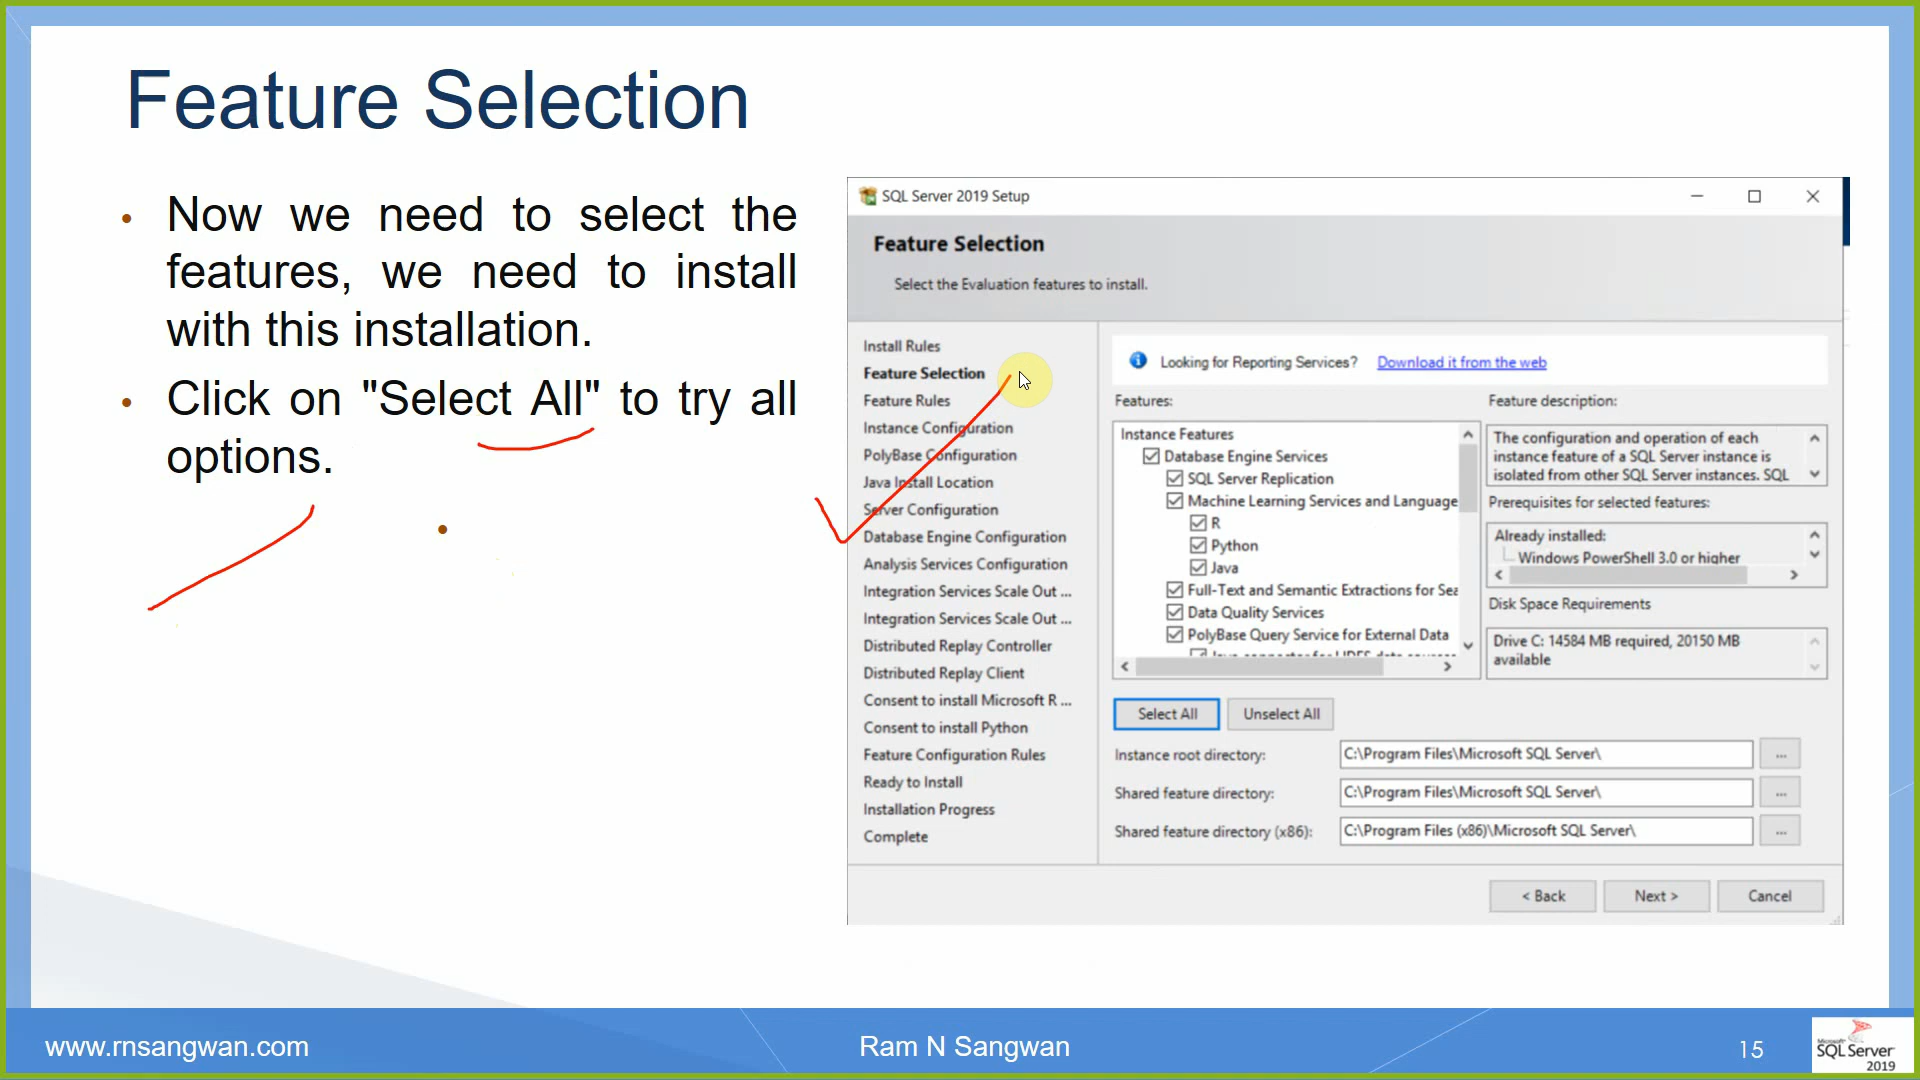 Feature Selection
• Now we need to select the
features, we need to install
with this installation.
• Click on "Select All" to try all
options.
•
SQL Server 2019 Setup
Feature Selection
Select the Evaluation features to install.
Install Rules
Feature Selection
Feature Rules
Instance Configuration
PolyBase Configuration
Java Install Location
Server Configuration
Database Engine Configuration
Analysis Services Configuration
Integration Services Scale Out ...
Integration Services Scale Out ...
Distributed Replay Controller
Distributed Replay Client
Consent to install Microsoft R ...
Consent to install Python
Feature Configuration Rules
Ready to Install
Installation Progress
Complete
Looking for Reporting Services? Download it from the web
Features:
Instance Features
Database Engine Services
SQL Server Replication
Machine Learning Services and Language
R
Python
Java
Full-Text and Semantic Extractions for Sea
Data Quality Services
PolyBase Query Service for External Data
Feature description:
The configuration and operation of each
instance feature of a SQL Server instance is
isolated from other SQL Server instances. SQL
Prerequisites for selected features:
Already installed:
Windows PowerShell 3.0 or higher
Disk Space Requirements
Drive C: 14584 MB required, 20150 MB
available
Select All Unselect All
Instance root directory: C:\Program Files\Microsoft SQL Server\ ...
Shared feature directory: C:\Program Files\Microsoft SQL Server\ ...
Shared feature directory (x86): C:\Program Files (x86)\Microsoft SQL Server\ ...
< Back Next > Cancel
www.rnsangwan.com Ram N Sangwan 15
Microsoft
SQL Server
2019